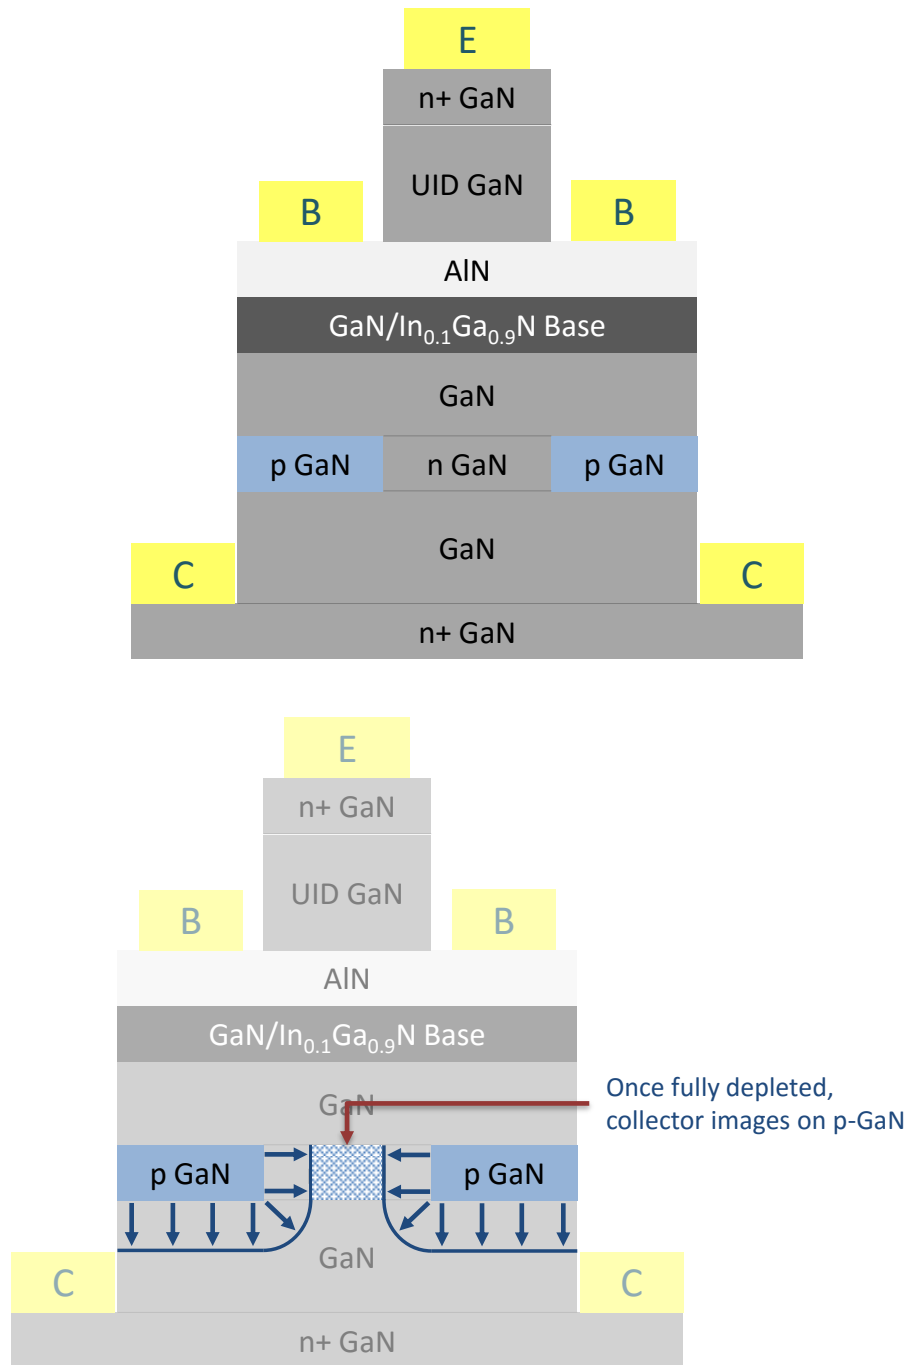 E
n+ GaN
UID GaN
B B
AlN
GaN/In0.1Ga0.9N Base
GaN
p GaN n GaN p GaN
GaN
C C
n+ GaN
E
n+ GaN
UID GaN
B B
AlN
GaN/In0.1Ga0.9N Base
GaN
Once fully depleted,
collector images on p-GaN
p GaN p GaN
GaN
C C
n+ GaN